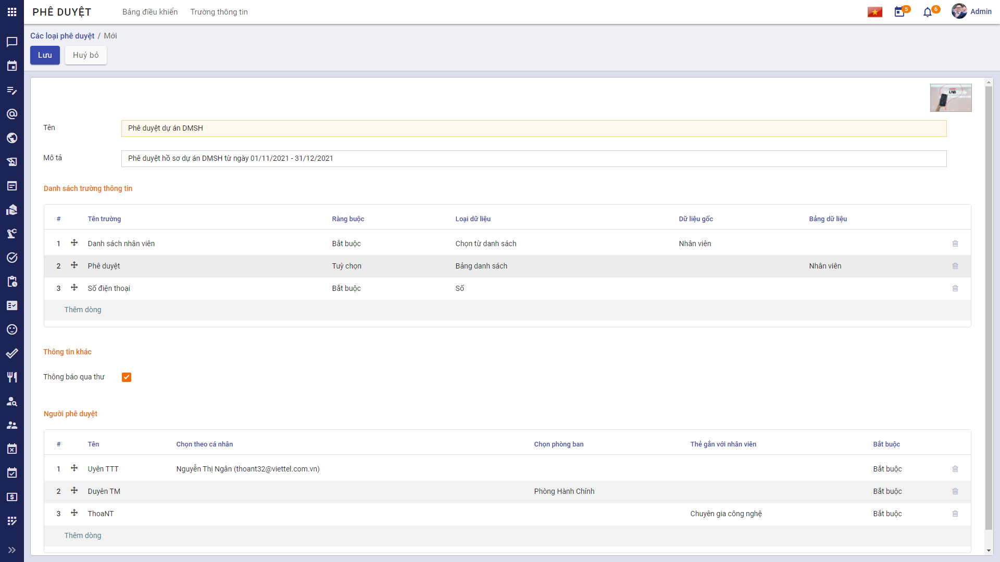 PHÊ DUYỆT
Bảng điều khiển
Trường thông tin
5
6
Admin
Các loại phê duyệt / Mới
Lưu
Huỷ bỏ
LAB
Tên
Phê duyệt dự án DMSH
Mô tả
Phê duyệt hồ sơ dự án DMSH từ ngày 01/11/2021 - 31/12/2021
Danh sách trường thông tin
# Tên trường Ràng buộc Loại dữ liệu Dữ liệu gốc Bảng dữ liệu
1 Danh sách nhân viên Bắt buộc Chọn từ danh sách Nhân viên
2 Phê duyệt Tuỳ chọn Bảng danh sách Nhân viên
3 Số điện thoại Bắt buộc Số
Thêm dòng
Thông tin khác
Thông báo qua thư
Người phê duyệt
# Tên Chọn theo cá nhân Chọn phòng ban Thẻ gắn với nhân viên Bắt buộc
1 Uyên TTT Nguyễn Thị Ngân (thoant32@viettel.com.vn) Bắt buộc
2 Duyên TM Phòng Hành Chính Bắt buộc
3 ThoaNT Chuyên gia công nghệ Bắt buộc
Thêm dòng